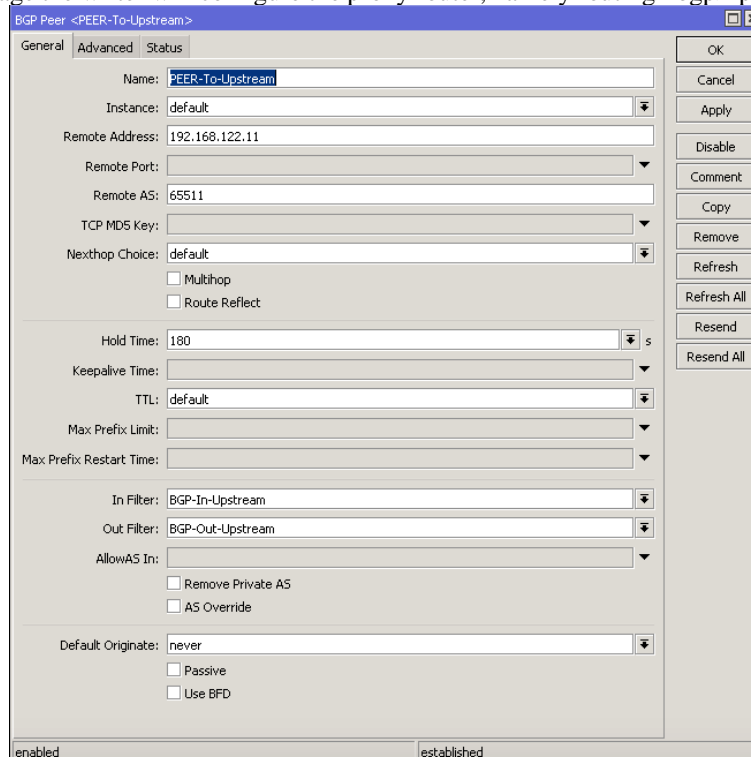 BGP Peer <PEER-To-Upstream>
General Advanced Status
OK
Name: PEER-To-Upstream
Cancel
Instance: default
Apply
Remote Address: 192.168.122.11
Disable
Remote Port:
Comment
Remote AS: 65511
Copy
TCP MD5 Key:
Remove
Nexthop Choice: default
Refresh
Multihop
Route Reflect
Refresh All
Resend
Hold Time: 180 s
Resend All
Keepalive Time:
TTL: default
Max Prefix Limit:
Max Prefix Restart Time:
In Filter: BGP-In-Upstream
Out Filter: BGP-Out-Upstream
AllowAS In:
Remove Private AS
AS Override
Default Originate: never
Passive
Use BFD
enabled established